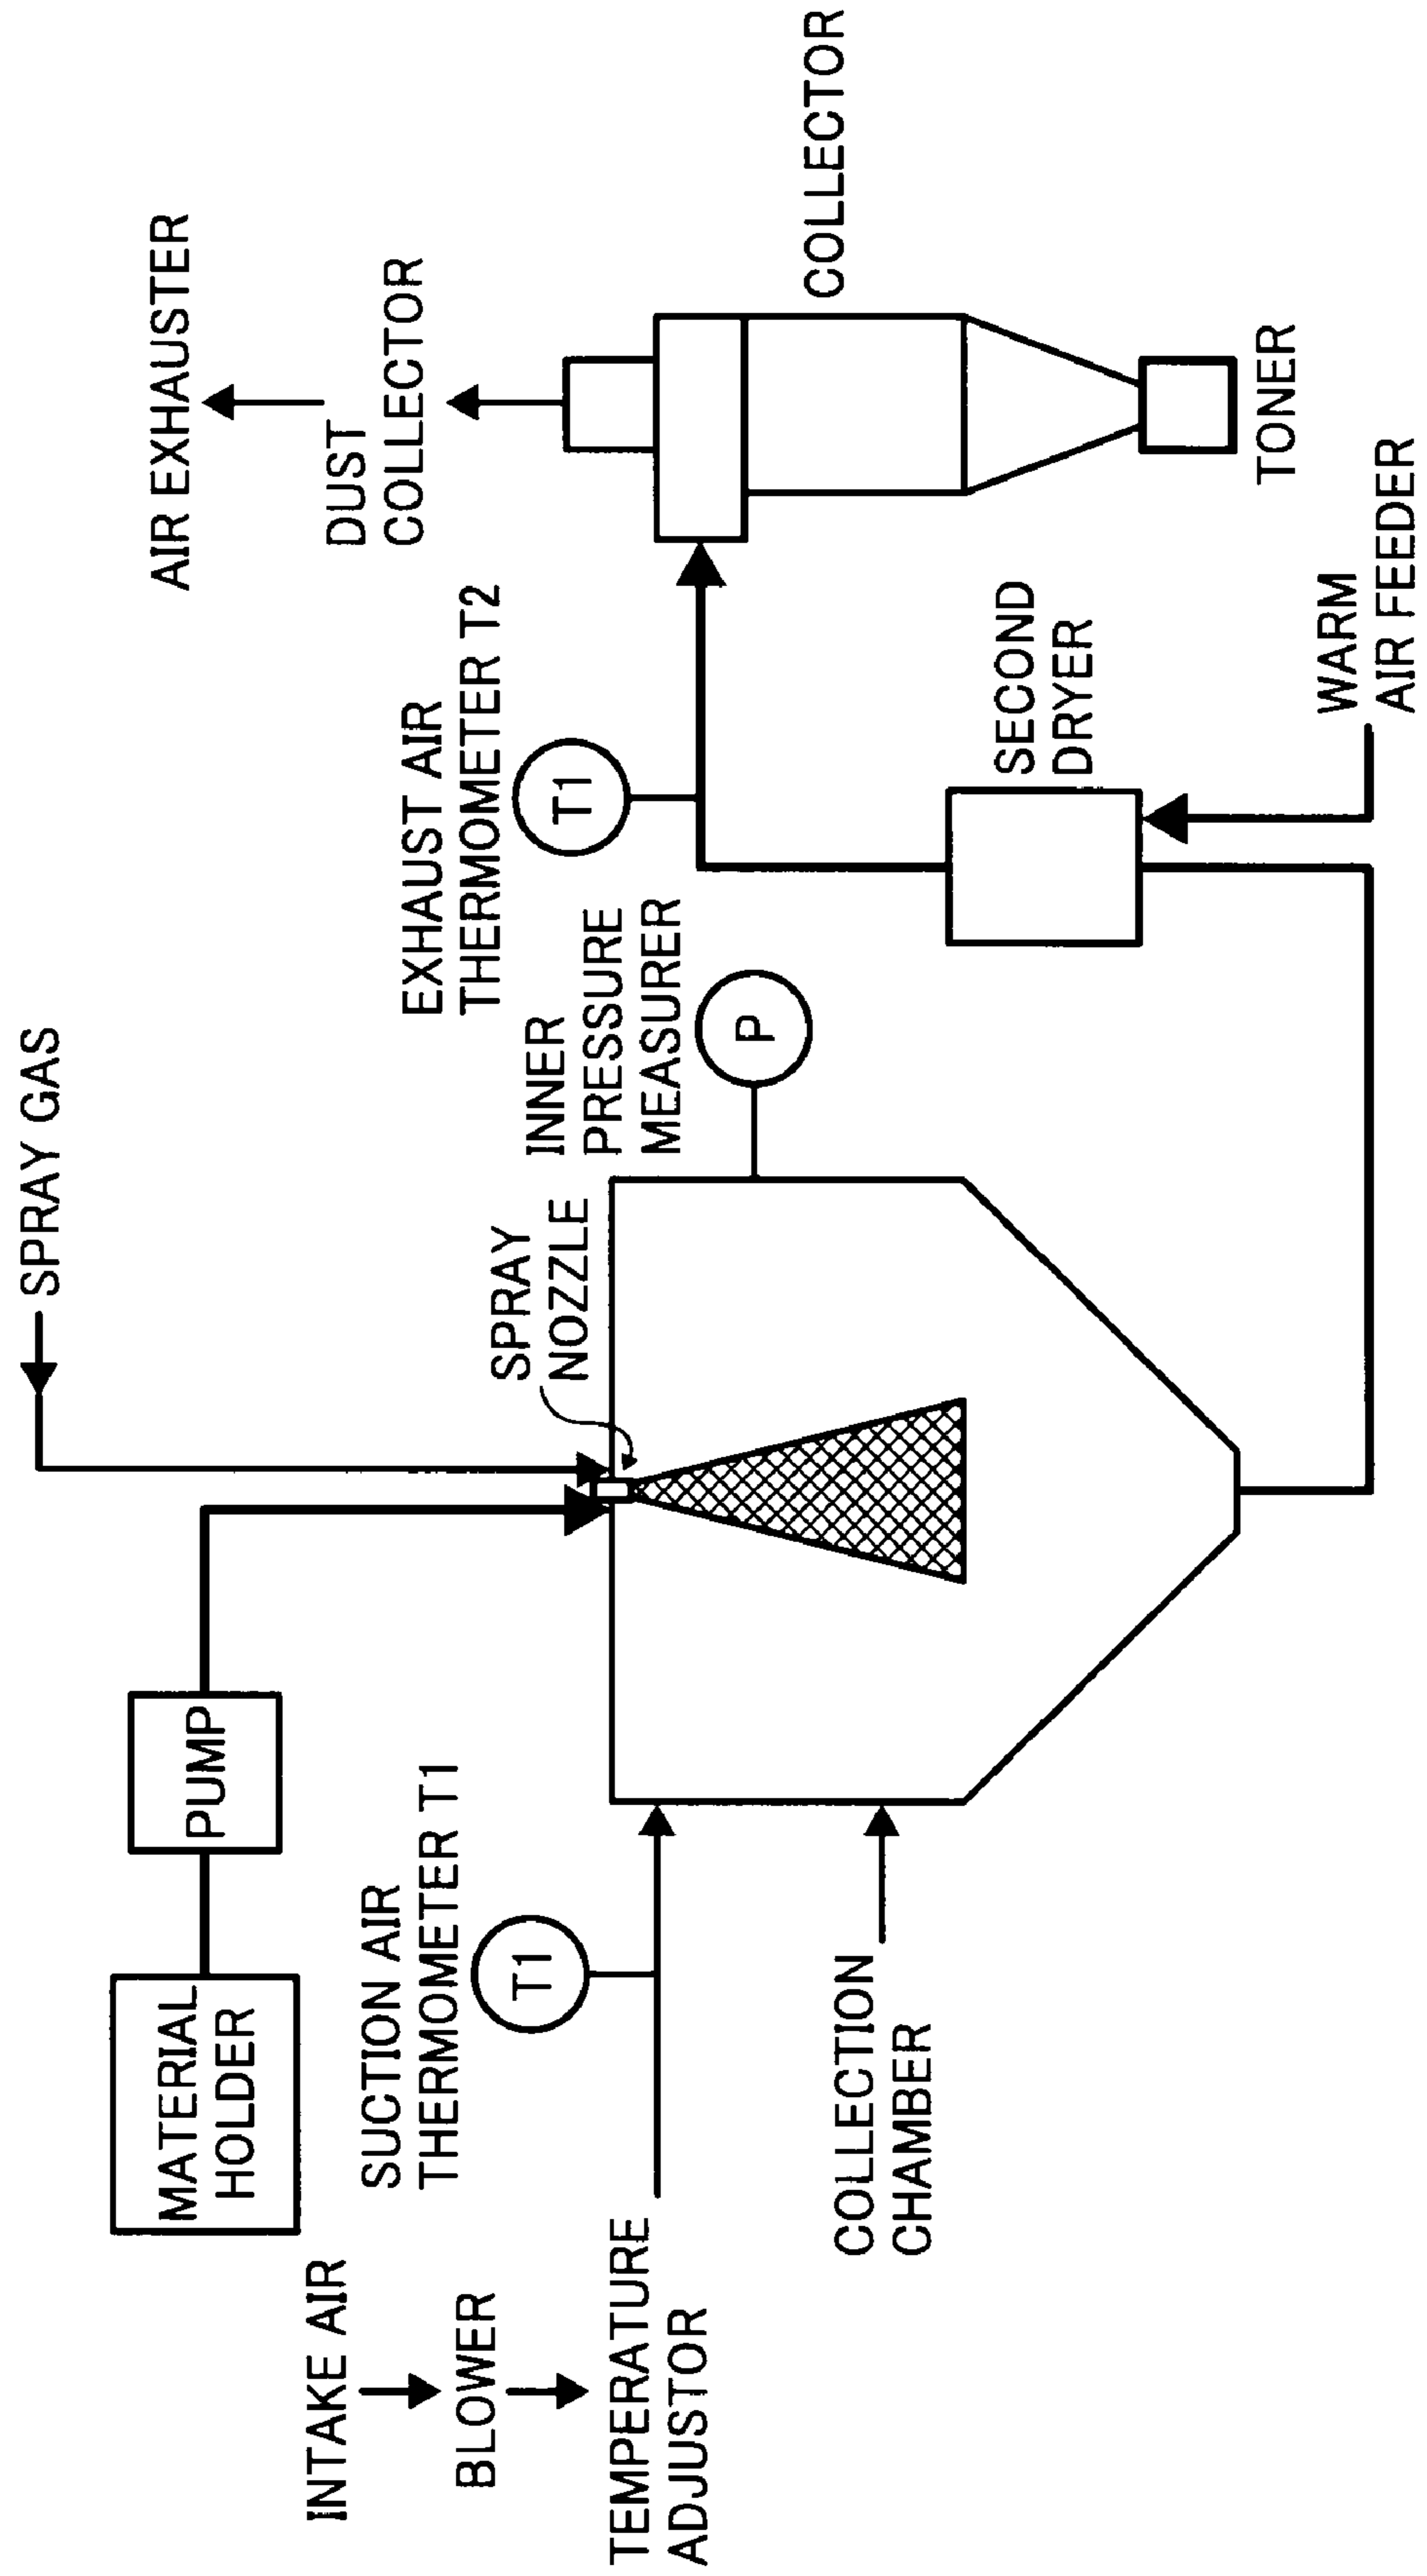 SPRAY GAS
AIR EXHAUSTER
MATERIAL
HOLDER
PUMP
DUST
COLLECTOR
INTAKE AIR
SUCTION AIR
THERMOMETER T1
T1
EXHAUST AIR
THERMOMETER T2
T1
BLOWER
SPRAY
NOZZLE
INNER
PRESSURE
MEASURER
P
TEMPERATURE
ADJUSTOR
COLLECTOR
COLLECTION
CHAMBER
SECOND
DRYER
TONER
WARM
AIR FEEDER